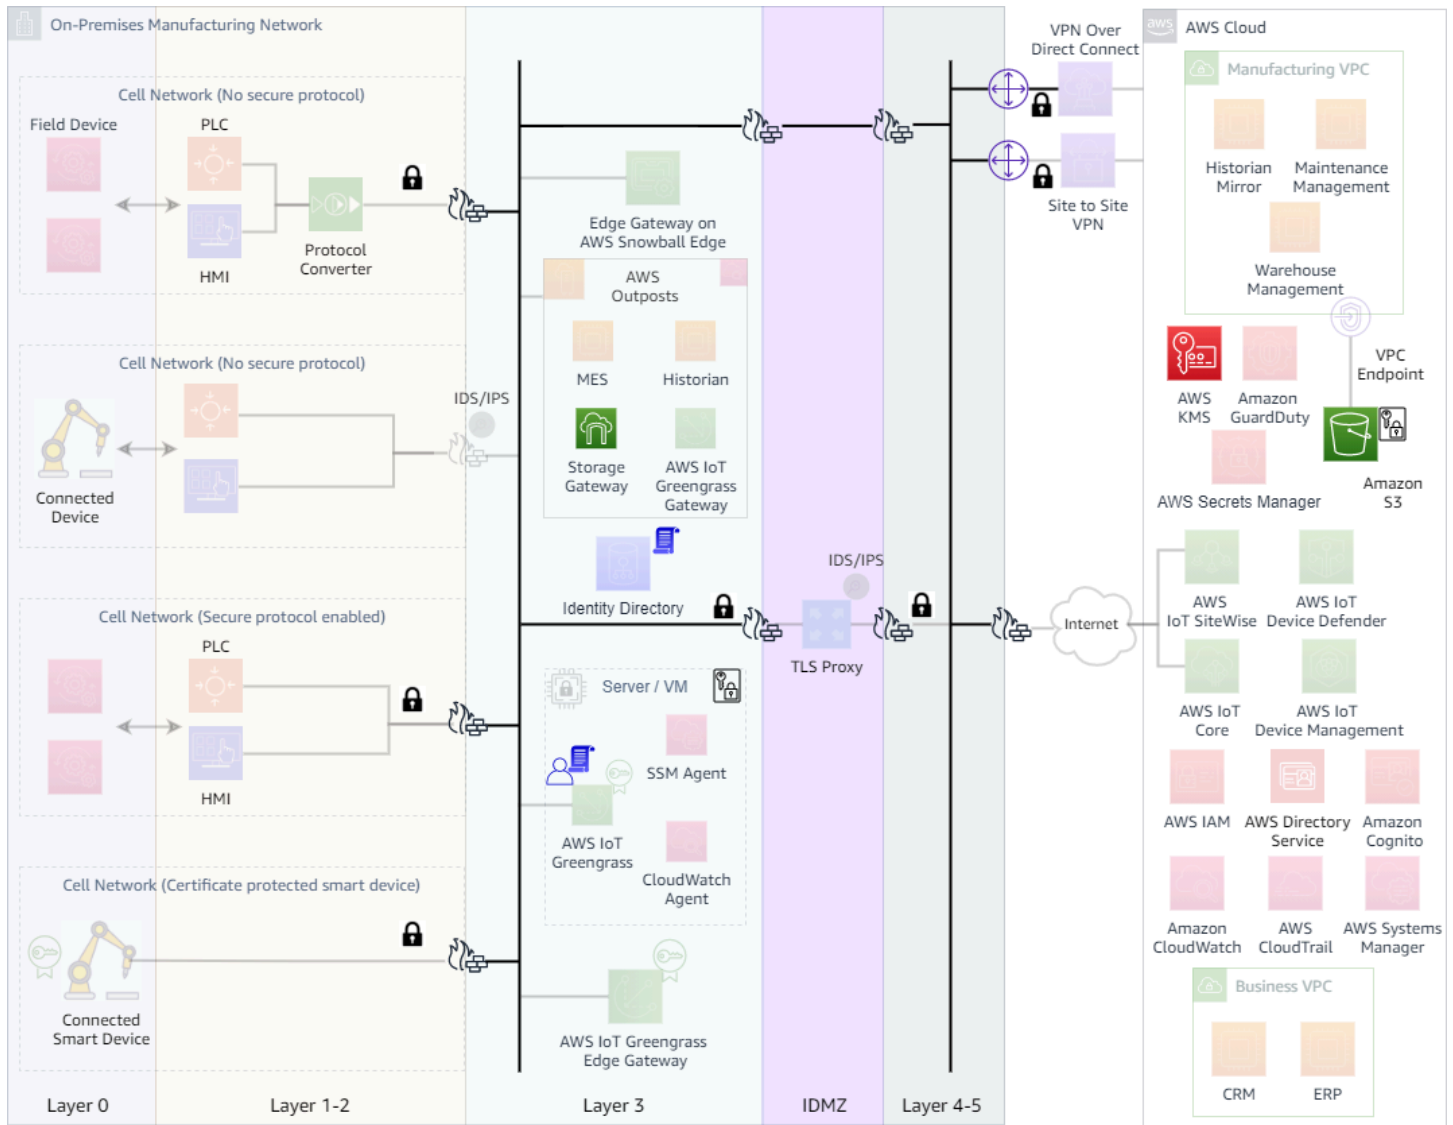 On-Premises Manufacturing Network
Cell Network (No secure protocol)
Field Device
PLC
HMI
Protocol
Converter
Cell Network (No secure protocol)
IDS/IPS
Connected
Device
Cell Network (Secure protocol enabled)
PLC
HMI
Cell Network (Certificate protected smart device)
Connected
Smart Device
Edge Gateway on
AWS Snowball Edge
AWS
Outposts
MES
Historian
Storage
Gateway
AWS IoT
Greengrass
Gateway
Identity Directory
IDS/IPS
TLS Proxy
Server / VM
SSM Agent
AWS IoT
Greengrass
CloudWatch
Agent
AWS IoT Greengrass
Edge Gateway
Layer 0
Layer 1-2
Layer 3
IDMZ
Layer 4-5
VPN Over
Direct Connect
Site to Site
VPN
Internet
aws
AWS Cloud
Manufacturing VPC
Historian
Mirror
Maintenance
Management
Warehouse
Management
VPC
Endpoint
AWS
KMS
Amazon
GuardDuty
AWS Secrets Manager
Amazon
S3
AWS
IoT SiteWise
AWS IoT
Device Defender
AWS IoT
Core
AWS IoT
Device Management
AWS IAM
AWS Directory
Service
Amazon
Cognito
Amazon
CloudWatch
AWS
CloudTrail
AWS Systems
Manager
Business VPC
CRM
ERP